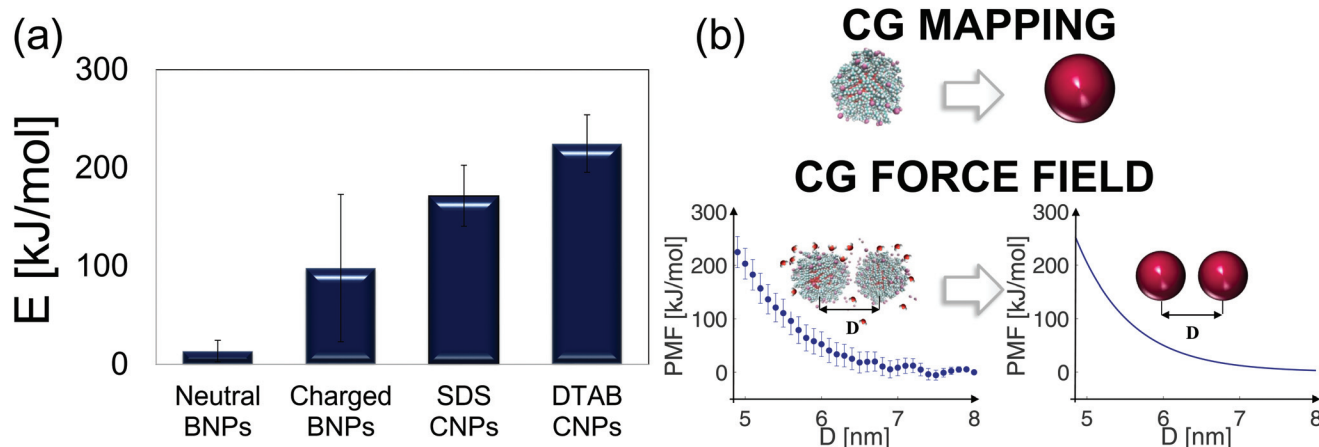 (a)
E [kJ/mol]
300
200
100
0
Neutral
BNPs
Charged
BNPs
SDS
CNPs
DTAB
CNPs
(b)
CG MAPPING
CG FORCE FIELD
PMF [kJ/mol]
300
200
100
0
D
5
6
7
8
D [nm]
PMF [kJ/mol]
300
200
100
0
D
5
6
7
8
D [nm]